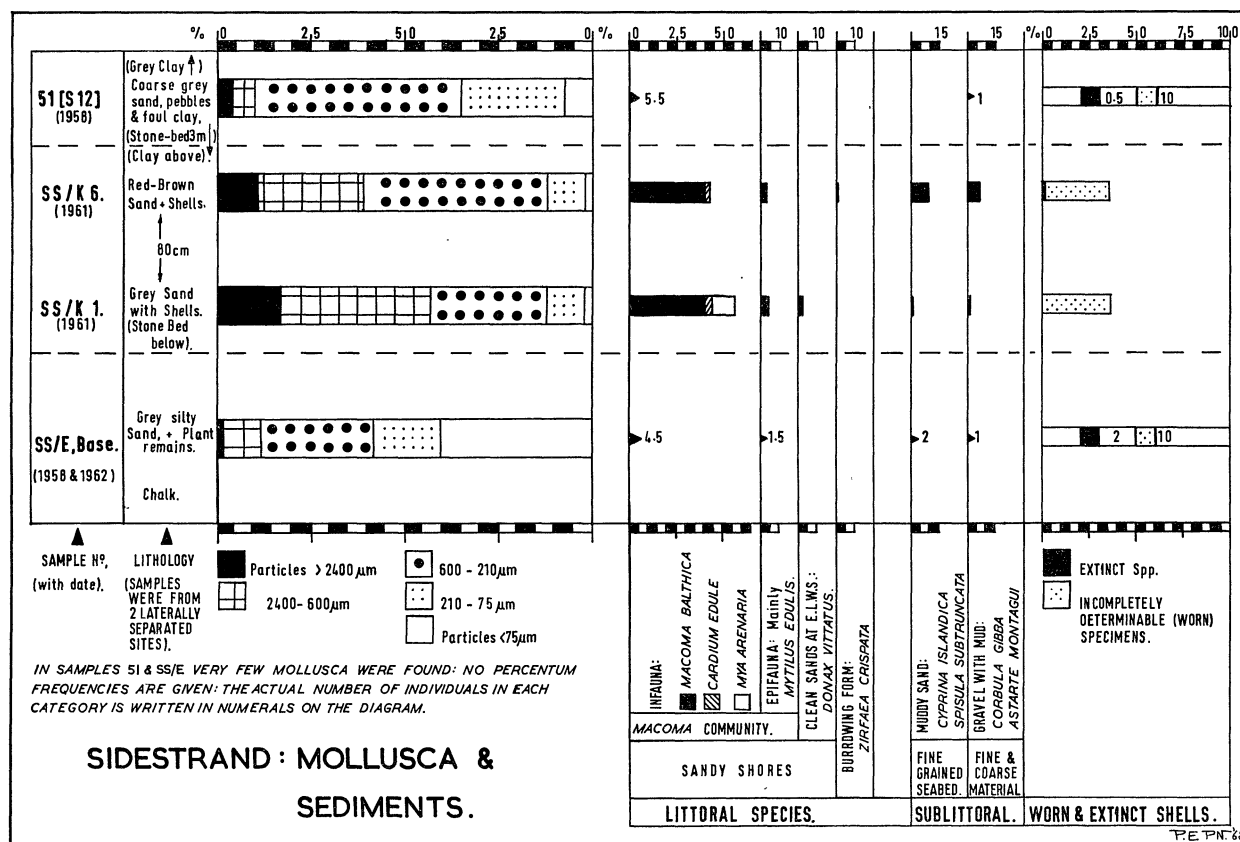 % 0 2,5 5,0 2,5 0 % 0 2,5 5,0 % 10 10 10 15 15 0 2,5 5,0 2,5 10,0 %
51 [S 12]
(1958)
(Grey Clay ↑)
Coarse grey
sand, pebbles
& foul clay,
(Stone-bed 3m)
(Clay above).
5.5
1
0.5 10
SS/K 6.
(1961)
Red-Brown
Sand + Shells.
80cm
SS/K 1.
(1961)
Grey Sand
with Shells.
(Stone Bed
below).
SS/E, Base.
(1958 & 1962)
Grey silty
Sand, + Plant
remains.
Chalk.
4.5
1.5
2
1
2 10
SAMPLE Nº,
(with date).
LITHOLOGY
(SAMPLES
WERE FROM
2 LATERALLY
SEPARATED
SITES).
Particles > 2400 µm
2400 - 600µm
600 - 210µm
210 - 75 µm
Particles <75µm
INFAUNA:
MACOMA BALTHICA
CARDIUM EDULE
MYA ARENARIA
EPIFAUNA: Mainly
MYTILUS EDULIS.
CLEAN SANDS AT E.L.W.S.:
DONAX VITTATUS.
BURROWING FORM:
ZIRFAEA CRISPATA
MUDDY SAND:
CYPRINA ISLANDICA
SPISULA SUBTRUNCATA
GRAVEL WITH MUD:
CORBULA GIBBA
ASTARTE MONTAGUI
EXTINCT Spp.
INCOMPLETELY
DETERMINABLE (WORN)
SPECIMENS.
IN SAMPLES 51 & SS/E VERY FEW MOLLUSCA WERE FOUND: NO PERCENTUM
FREQUENCIES ARE GIVEN: THE ACTUAL NUMBER OF INDIVIDUALS IN EACH
CATEGORY IS WRITTEN IN NUMERALS ON THE DIAGRAM.
MACOMA COMMUNITY.
SANDY SHORES
FINE
GRAINED
SEABED.
FINE &
COARSE
MATERIAL
LITTORAL SPECIES.
SUBLITTORAL.
WORN & EXTINCT SHELLS.
SIDESTRAND: MOLLUSCA &
SEDIMENTS.
P.E.P.N.